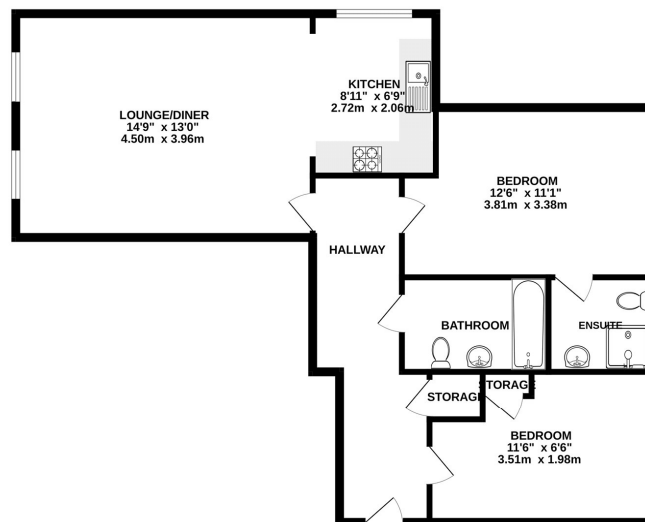 KITCHEN
8'11" x 6'9"
2.72m x 2.06m
LOUNGE/DINER
14'9" x 13'0"
4.50m x 3.96m
BEDROOM
12'6" x 11'1"
3.81m x 3.38m
HALLWAY
BATHROOM
ENSUITE
STORAGE
STORAGE
BEDROOM
11'6" x 6'6"
3.51m x 1.98m